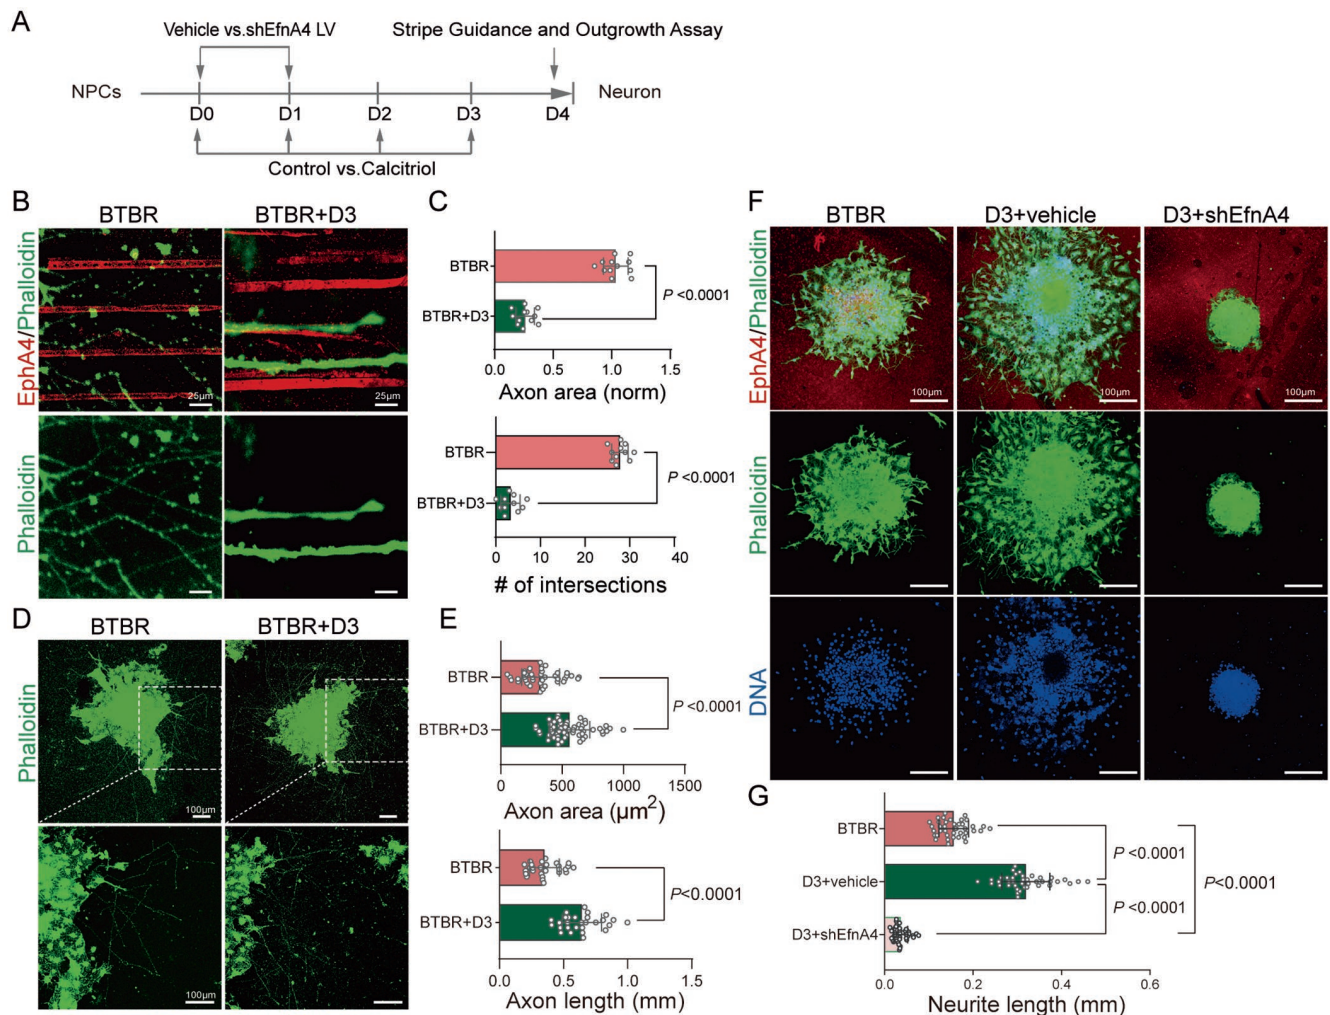 A
Vehicle vs.shEfnA4 LV
Stripe Guidance and Outgrowth Assay
NPCs
Neuron
D0 D1 D2 D3 D4
Control vs.Calcitriol
B
BTBR BTBR+D3
EphA4/Phalloidin
25µm 25µm
Phalloidin
C
BTBR
BTBR+D3
P <0.0001
0.0 0.5 1.0 1.5
Axon area (norm)
BTBR
BTBR+D3
P <0.0001
0 10 20 30 40
# of intersections
D
BTBR BTBR+D3
Phalloidin
100µm 100µm
100µm
E
BTBR
BTBR+D3
P <0.0001
0 500 1000 1500
Axon area (µm²)
BTBR
BTBR+D3
P<0.0001
0.0 0.5 1.0 1.5
Axon length (mm)
F
BTBR D3+vehicle D3+shEfnA4
EphA4/Phalloidin
100µm 100µm 100µm
Phalloidin
DNA
G
BTBR
D3+vehicle
D3+shEfnA4
P <0.0001
P <0.0001
P<0.0001
0.0 0.2 0.4 0.6
Neurite length (mm)